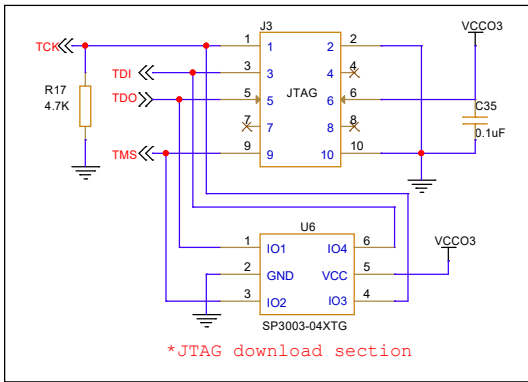 J3
VCCO3
TCK
1 1 2 2
R17
4.7K
TDI
3 3 4 4
TDO
5 5 JTAG 6 6
C35
0.1uF
7 7 8 8
TMS
9 9 10 10
U6
VCCO3
1 IO1 IO4 6
2 GND VCC 5
3 IO2 IO3 4
SP3003-04XTG
*JTAG download section